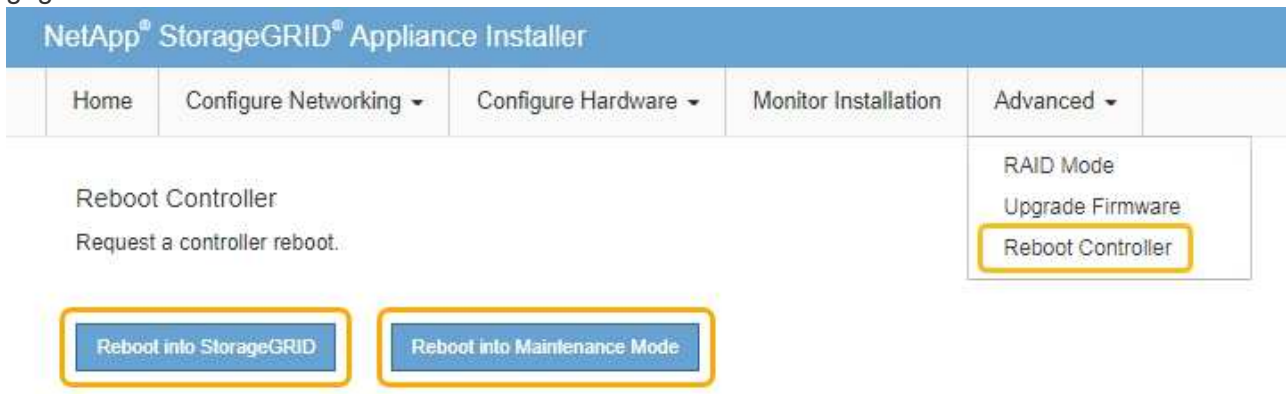 NetApp® StorageGRID® Appliance Installer
Home Configure Networking Configure Hardware Monitor Installation Advanced
RAID Mode
Upgrade Firmware
Reboot Controller
Reboot Controller
Request a controller reboot.
Reboot into StorageGRID Reboot into Maintenance Mode